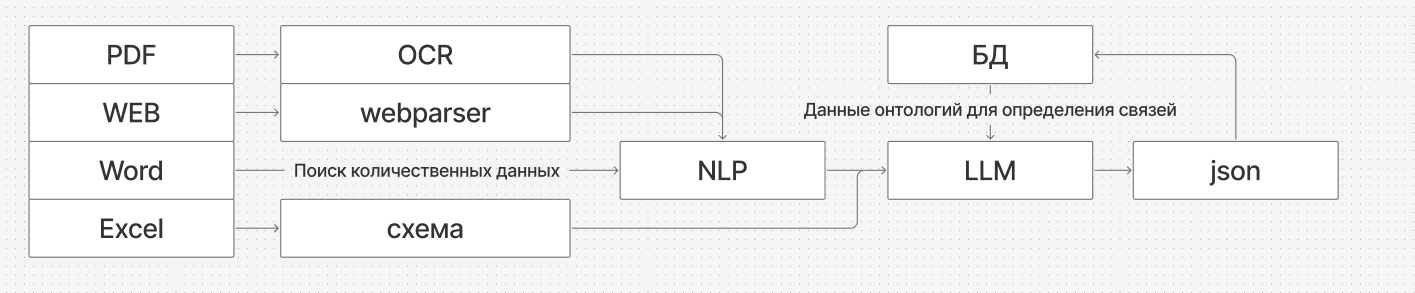 PDF
OCR
БД
WEB
webparser
Данные онтологий для определения связей
Word
Поиск количественных данных
NLP
LLM
json
Excel
схема